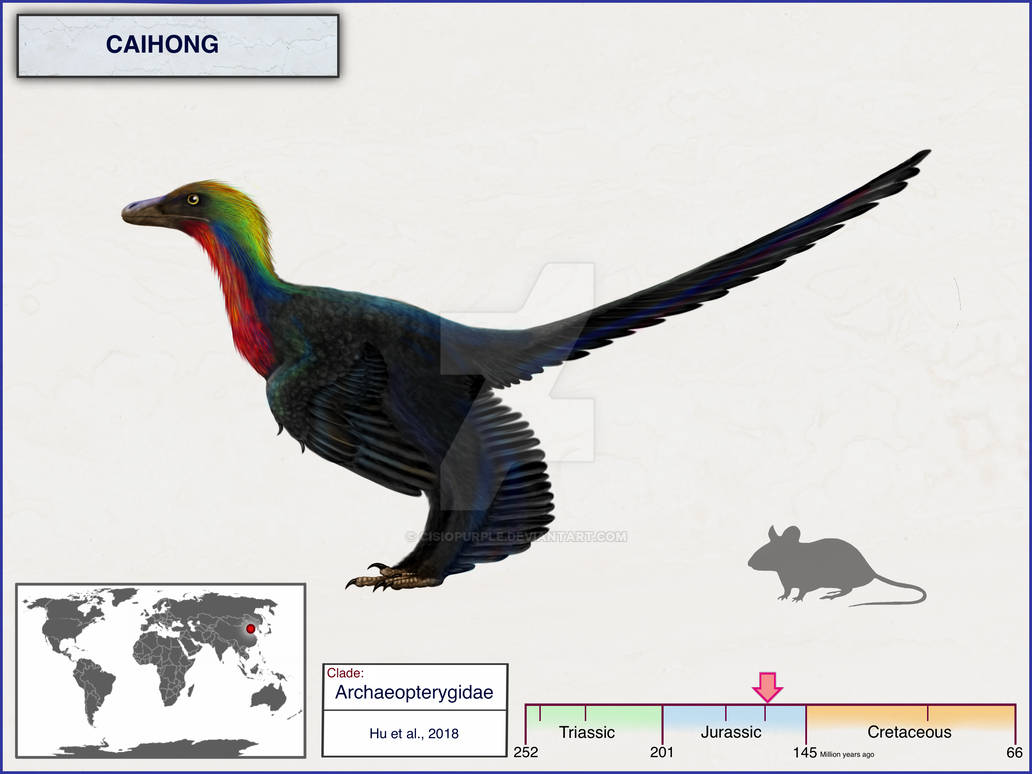 CAIHONG
© CISIOPURPLE.DEVIANTART.COM
Clade:
Archaeopterygidae
Hu et al., 2018
Triassic Jurassic Cretaceous
252 201 145 Million years ago 66